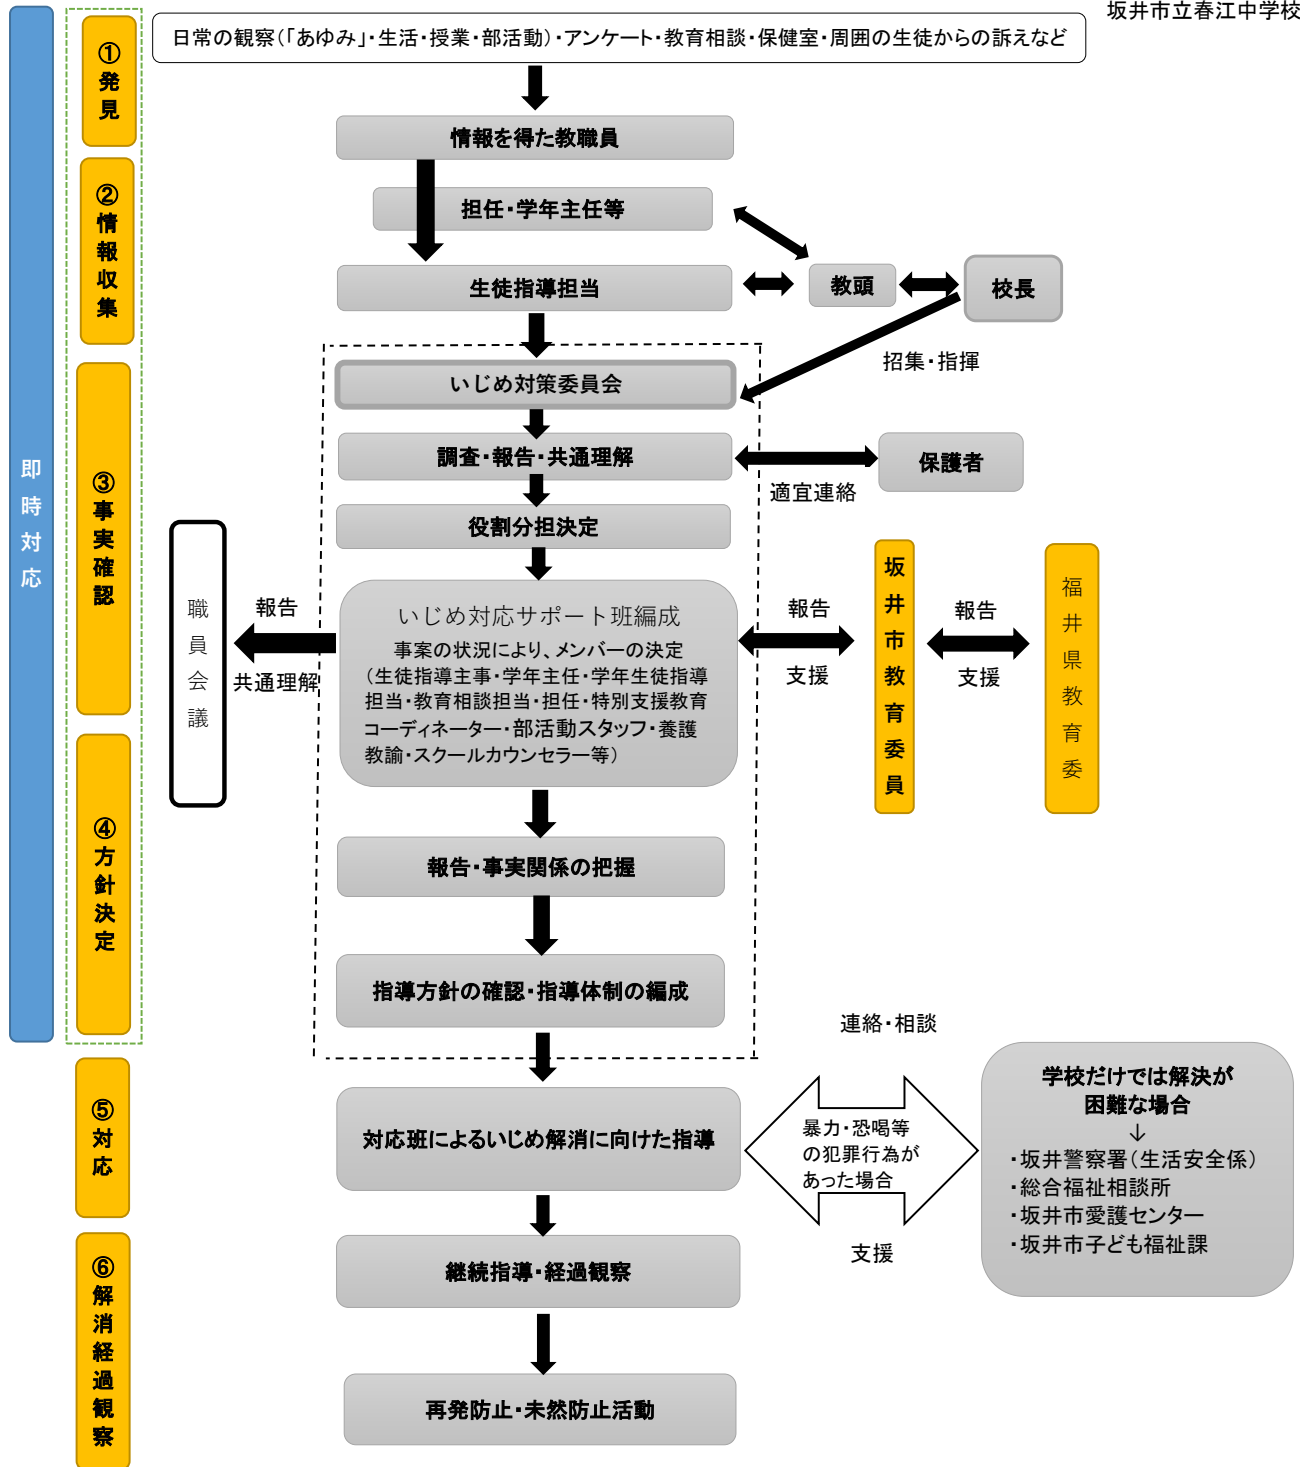 坂井市立春江中学校
日常の観察(「あゆみ」・生活・授業・部活動)・アンケート・教育相談・保健室・周囲の生徒からの訴えなど
即時対応
①発見
②情報収集
③事実確認
④方針決定
⑤対応
⑥解消経過観察
情報を得た教職員
担任・学年主任等
生徒指導担当
教頭
校長
招集・指揮
いじめ対策委員会
調査・報告・共通理解
保護者
適宜連絡
役割分担決定
職員会議
報告
共通理解
いじめ対応サポート班編成
事案の状況により、メンバーの決定
(生徒指導主事・学年主任・学年生徒指導
担当・教育相談担当・担任・特別支援教育
コーディネーター・部活動スタッフ・養護
教諭・スクールカウンセラー等)
報告
支援
坂井市教育委員
報告
支援
福井県教育委
報告・事実関係の把握
指導方針の確認・指導体制の編成
連絡・相談
対応班によるいじめ解消に向けた指導
暴力・恐喝等
の犯罪行為が
あった場合
支援
学校だけでは解決が
困難な場合
↓
・坂井警察署(生活安全係)
・総合福祉相談所
・坂井市愛護センター
・坂井市子ども福祉課
継続指導・経過観察
再発防止・未然防止活動